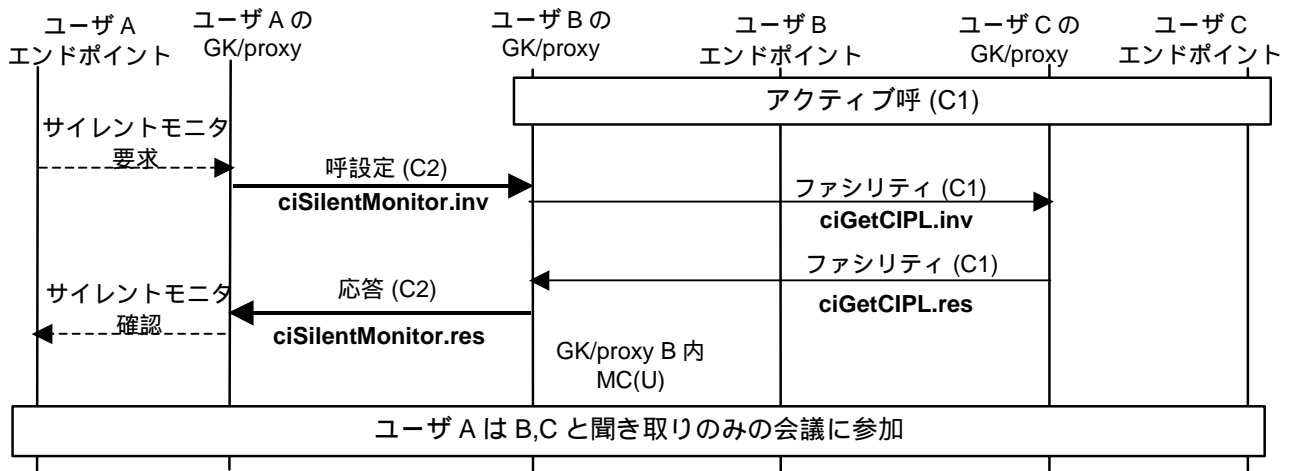 ユーザ A
エンドポイント
ユーザ A の
GK/proxy
ユーザ B の
GK/proxy
ユーザ B
エンドポイント
ユーザ C の
GK/proxy
ユーザ C
エンドポイント
アクティブ呼 (C1)
サイレントモニタ
要求
呼設定 (C2)
ciSilentMonitor.inv
ファシリティ (C1)
ciGetCIPL.inv
ファシリティ (C1)
ciGetCIPL.res
サイレントモニタ
確認
応答 (C2)
ciSilentMonitor.res
GK/proxy B 内
MC(U)
ユーザ A は B,C と聞き取りのみの会議に参加